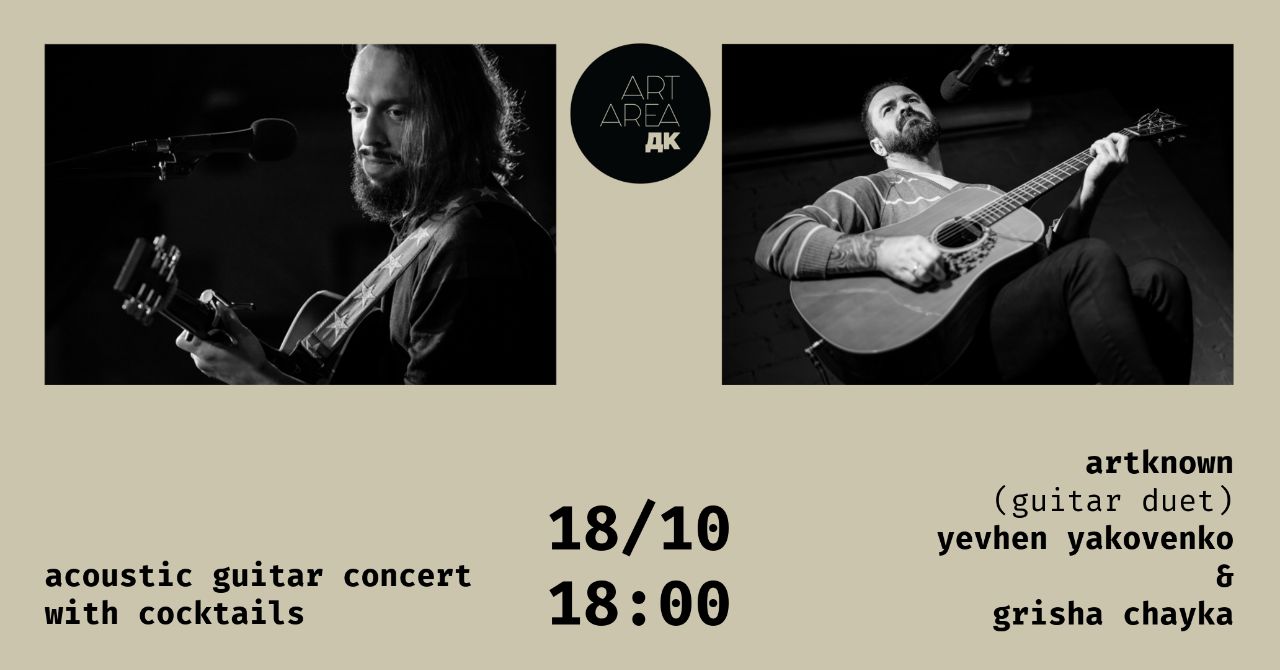 ART
AREA
ДК
acoustic guitar concert
with cocktails
18/10
18:00
artknown
(guitar duet)
yevhen yakovenko
&
grisha chayka